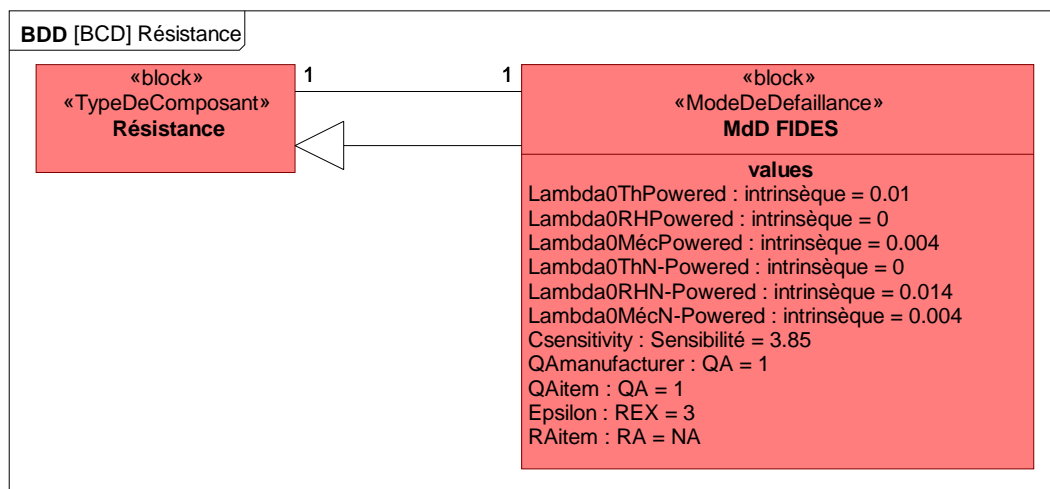 BDD [BCD] Résistance
«block»
«TypeDeComposant»
Résistance
1
1
«block»
«ModeDeDefaillance»
MdD FIDES
values
Lambda0ThPowered : intrinsèque = 0.01
Lambda0RHPowered : intrinsèque = 0
Lambda0MécPowered : intrinsèque = 0.004
Lambda0ThN-Powered : intrinsèque = 0
Lambda0RHN-Powered : intrinsèque = 0.014
Lambda0MécN-Powered : intrinsèque = 0.004
Csensitivity : Sensibilité = 3.85
QAmanufacturer : QA = 1
QAitem : QA = 1
Epsilon : REX = 3
RAitem : RA = NA